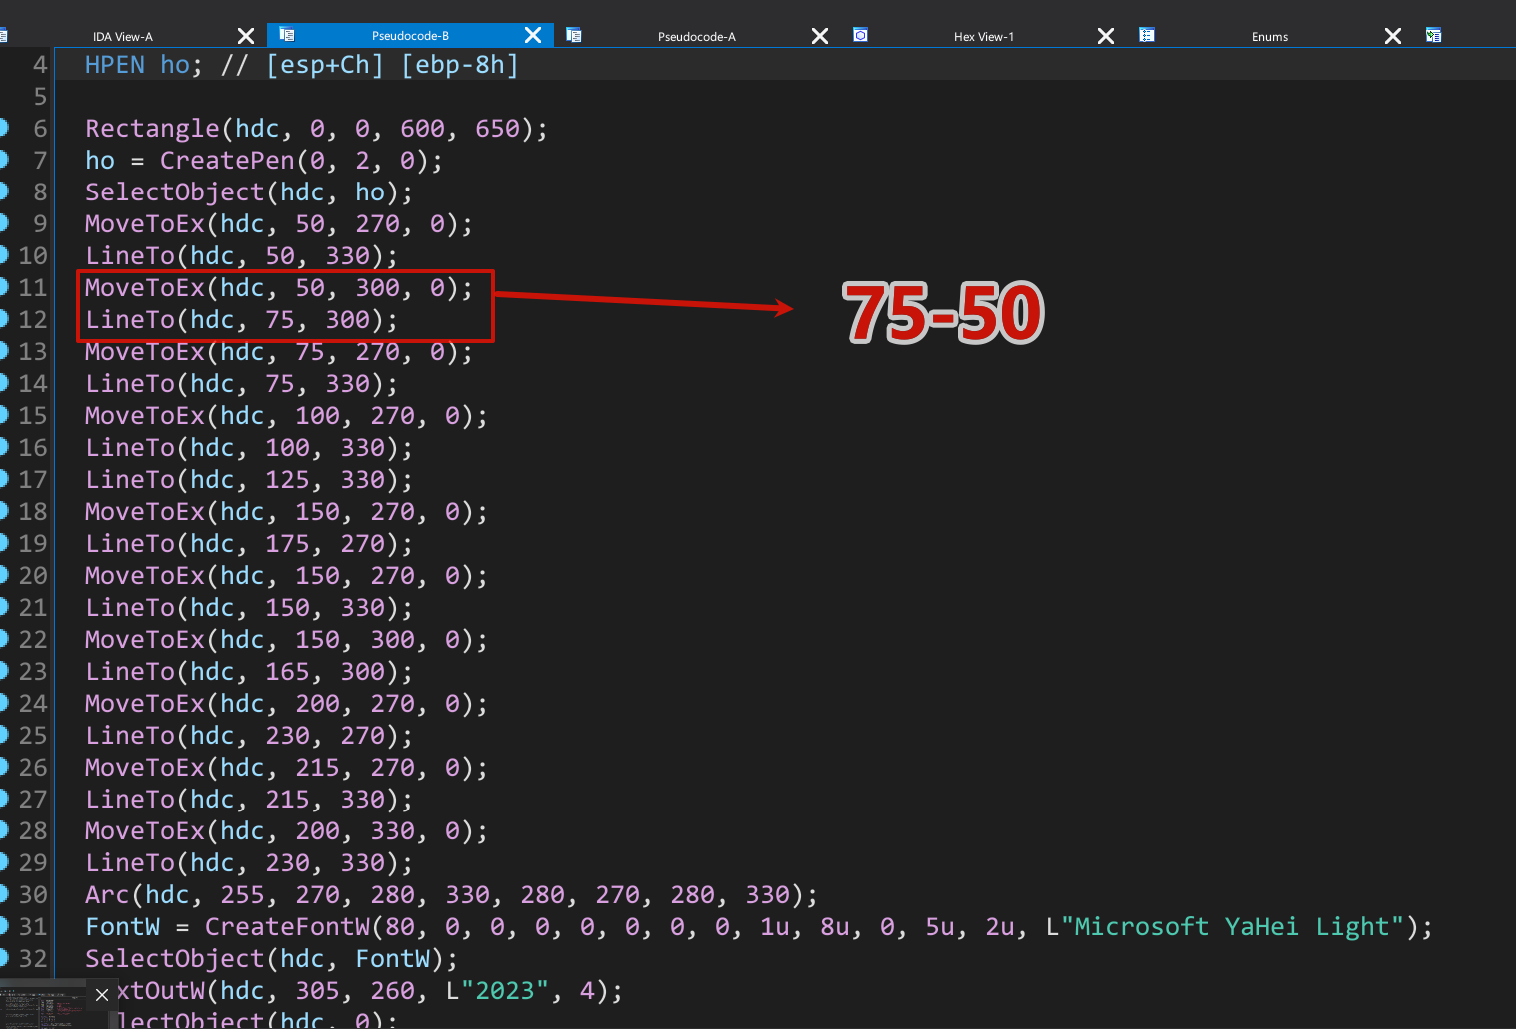 IDA View-A Pseudocode-B Pseudocode-A Hex View-1 Enums
4 HPEN ho; // [esp+Ch] [ebp-8h]
5
6 Rectangle(hdc, 0, 0, 600, 650);
7 ho = CreatePen(0, 2, 0);
8 SelectObject(hdc, ho);
9 MoveToEx(hdc, 50, 270, 0);
10 LineTo(hdc, 50, 330);
11 MoveToEx(hdc, 50, 300, 0);
12 LineTo(hdc, 75, 300);
75-50
13 MoveToEx(hdc, 75, 270, 0);
14 LineTo(hdc, 75, 330);
15 MoveToEx(hdc, 100, 270, 0);
16 LineTo(hdc, 100, 330);
17 LineTo(hdc, 125, 330);
18 MoveToEx(hdc, 150, 270, 0);
19 LineTo(hdc, 175, 270);
20 MoveToEx(hdc, 150, 270, 0);
21 LineTo(hdc, 150, 330);
22 MoveToEx(hdc, 150, 300, 0);
23 LineTo(hdc, 165, 300);
24 MoveToEx(hdc, 200, 270, 0);
25 LineTo(hdc, 230, 270);
26 MoveToEx(hdc, 215, 270, 0);
27 LineTo(hdc, 215, 330);
28 MoveToEx(hdc, 200, 330, 0);
29 LineTo(hdc, 230, 330);
30 Arc(hdc, 255, 270, 280, 330, 280, 270, 280, 330);
31 FontW = CreateFontW(80, 0, 0, 0, 0, 0, 0, 0, 1u, 8u, 0, 5u, 2u, L"Microsoft YaHei Light");
32 SelectObject(hdc, FontW);
xtOutW(hdc, 305, 260, L"2023", 4);
lectObject(hdc, 0);